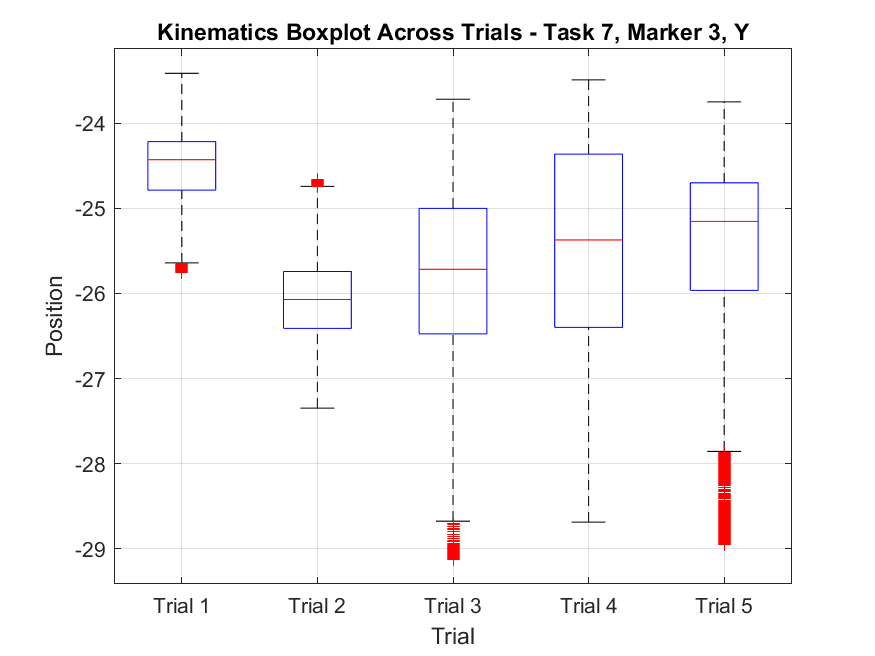 Kinematics Boxplot Across Trials - Task 7, Marker 3, Y
Position
-24
-25
-26
-27
-28
-29
Trial 1
Trial 2
Trial 3
Trial 4
Trial 5
Trial